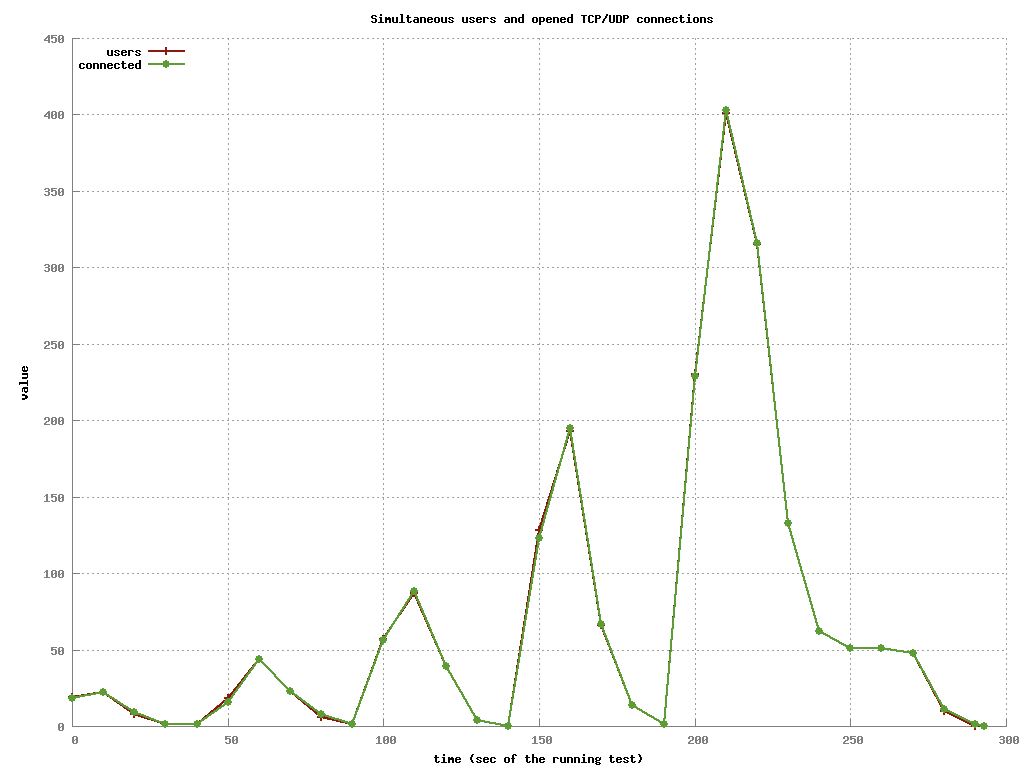 Simultaneous users and opened TCP/UDP connections
450
users
connected
400
350
300
250
value
200
150
100
50
0
0 50 100 150 200 250 300
time (sec of the running test)